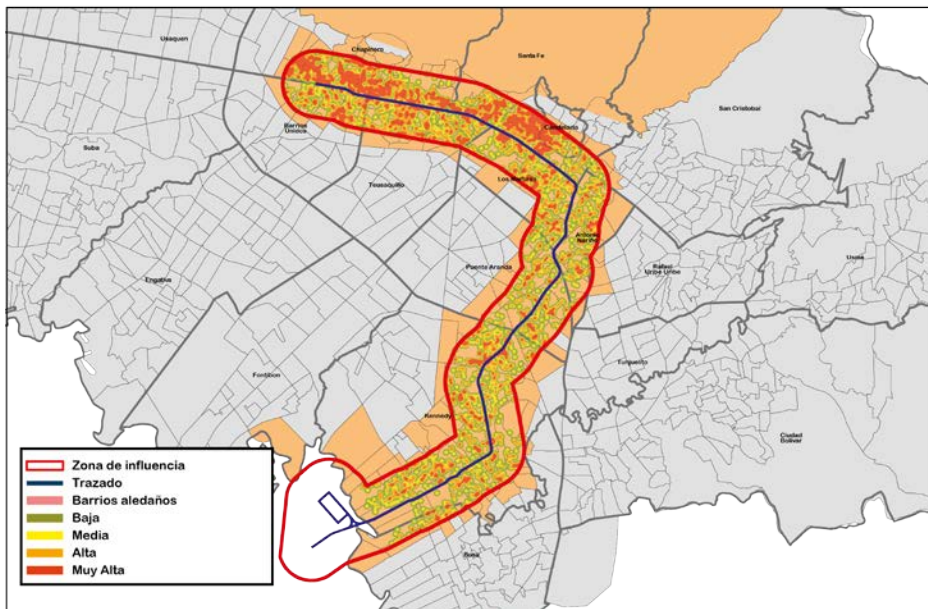 Usaquen
Chapinero
Santa Fe
San Cristobal
Barrios
Unidos
Candelaria
Suba
Teusaquillo
Los Martires
Antonio
Nariño
Puente Aranda
Rafael
Uribe Uribe
Usme
Engativa
Fontibon
Tunjuelito
Kennedy
Ciudad
Bolivar
Bosa
Zona de influencia
Trazado
Barrios aledaños
Baja
Media
Alta
Muy Alta